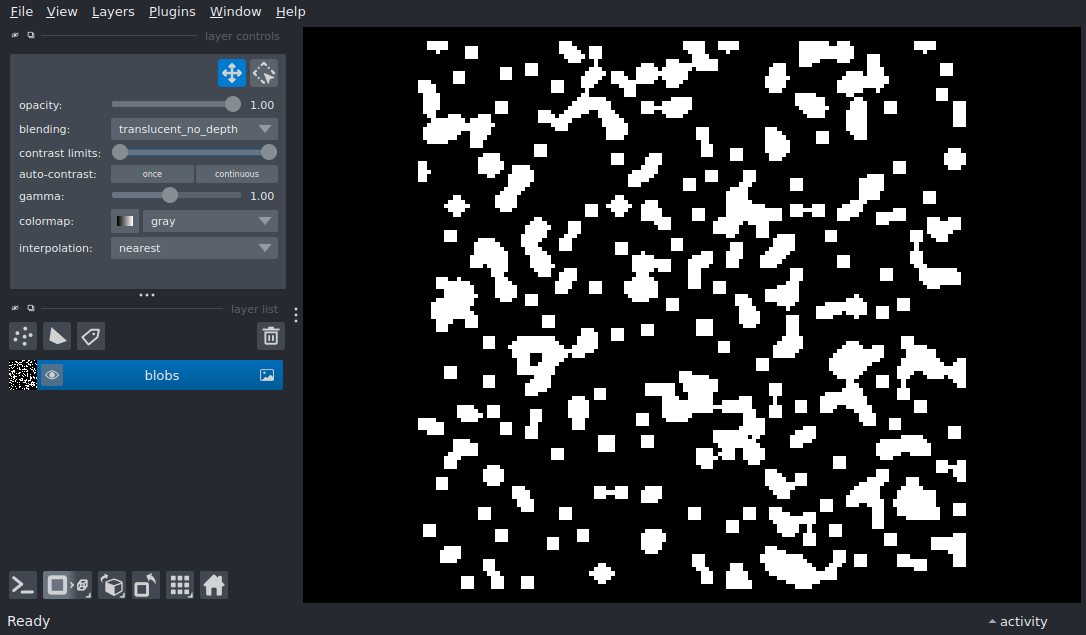 File View Layers Plugins Window Help
layer controls
opacity: 1.00
blending: translucent_no_depth
contrast limits:
auto-contrast: once continuous
gamma: 1.00
colormap: gray
interpolation: nearest
layer list
blobs
Ready
activity